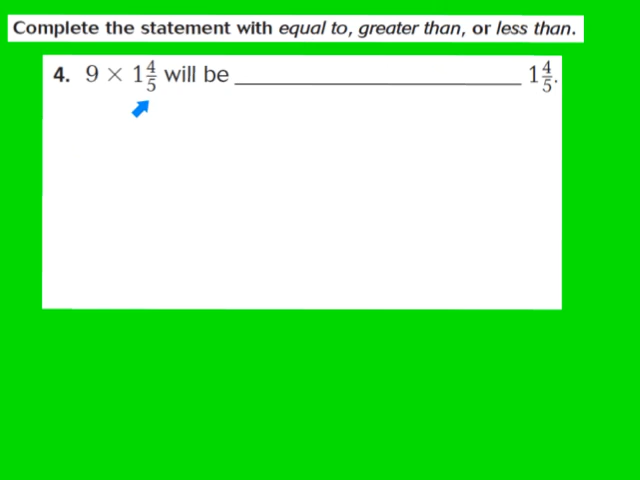 Complete the statement with equal to, greater than, or less than.
4. 9 × 1 4/5 will be ____________________ 1 4/5.